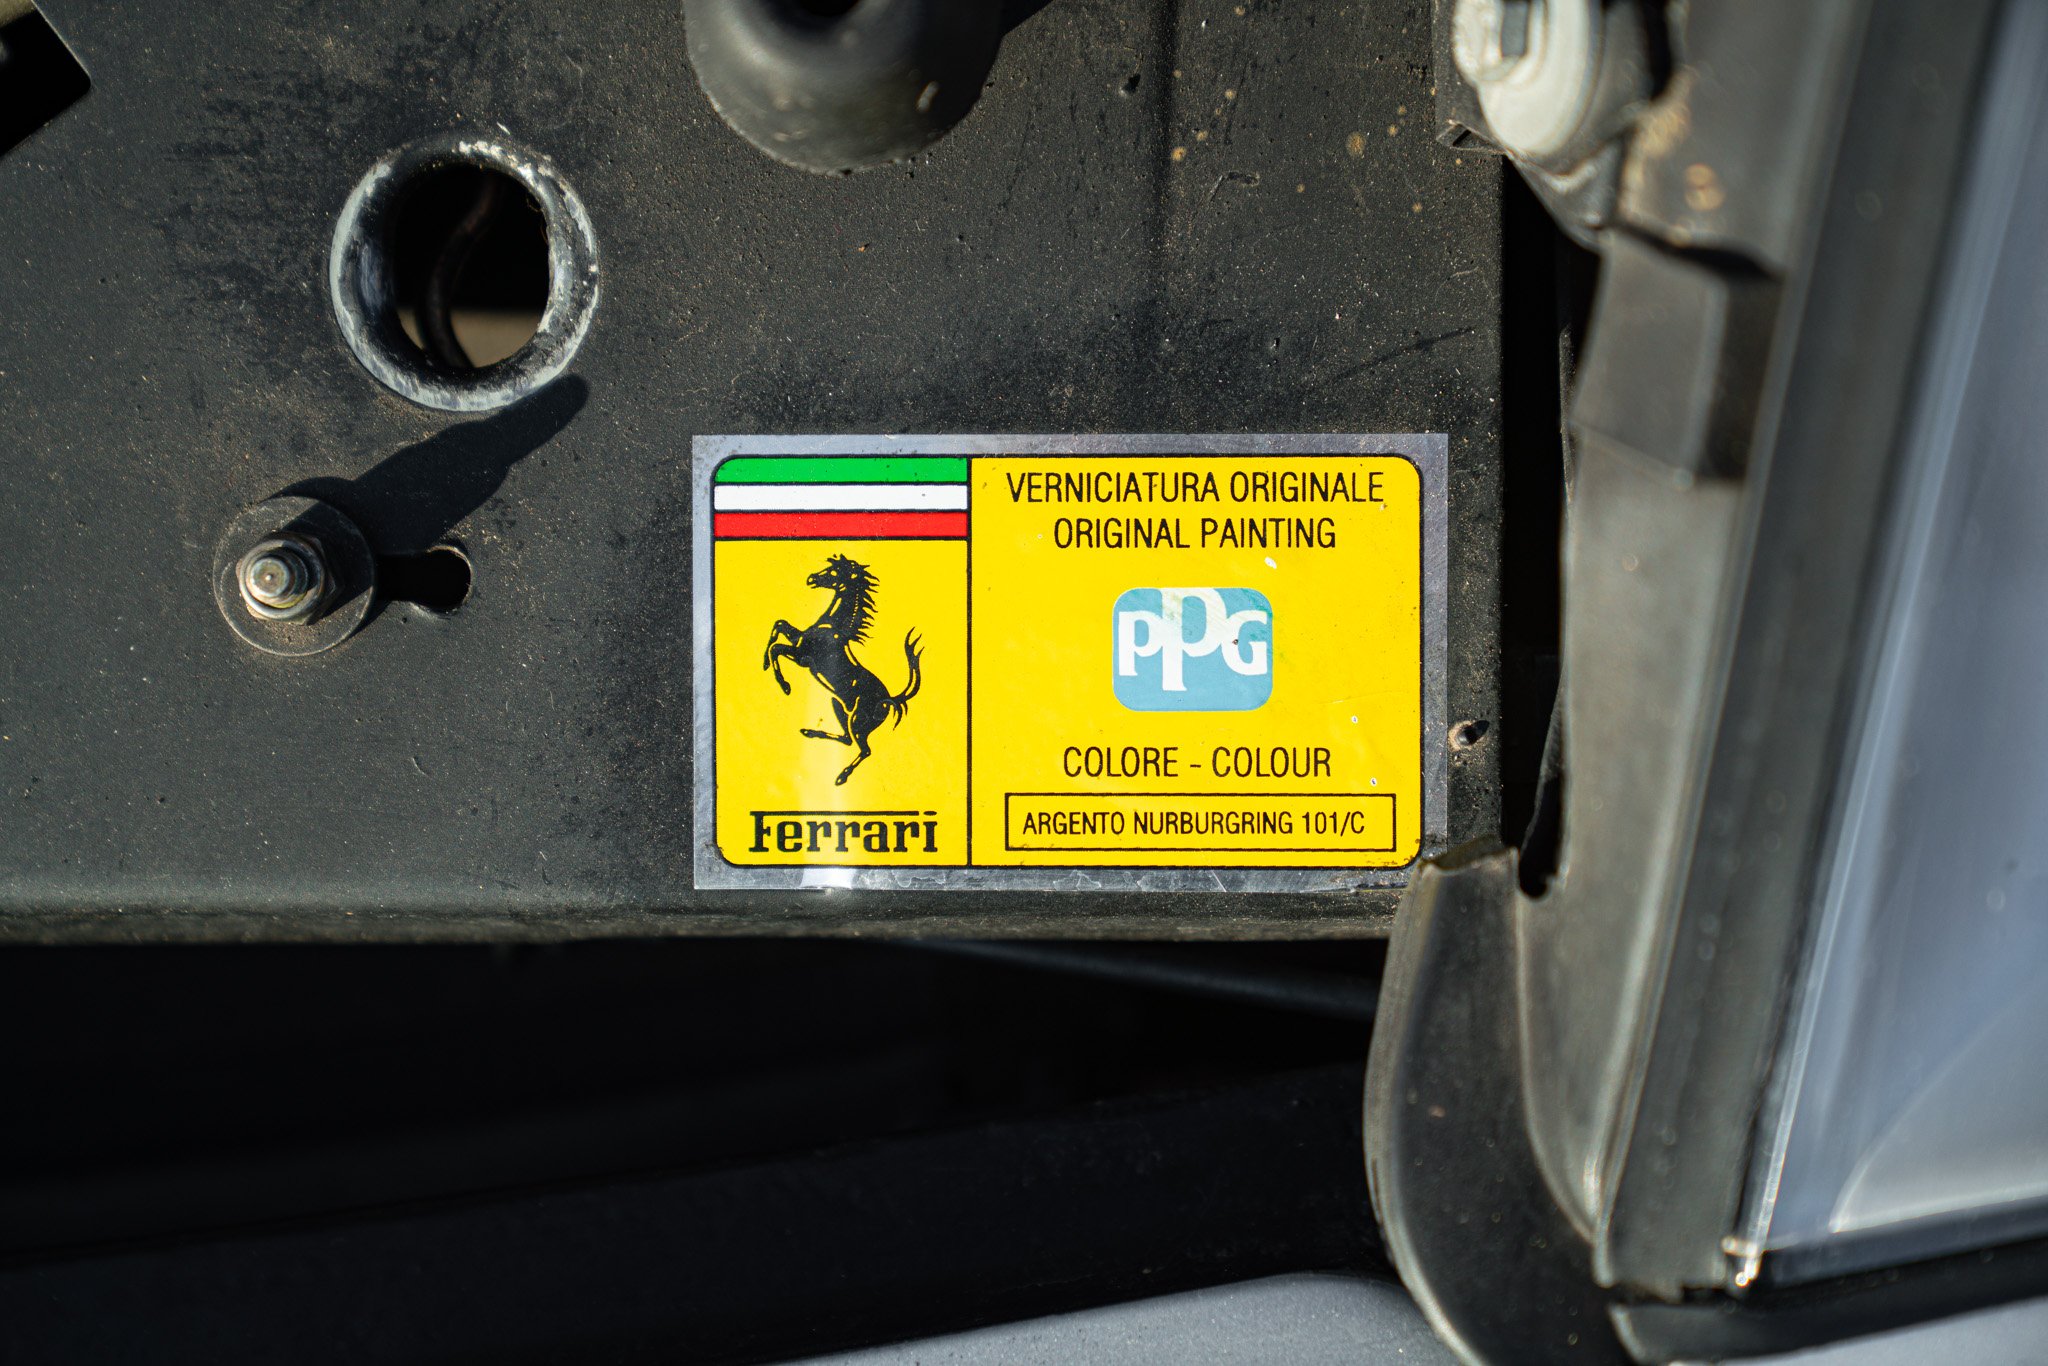 VERNICIATURA ORIGINALE
ORIGINAL PAINTING
PPG
COLORE - COLOUR
ARGENTO NURBURGRING 101/C
Ferrari